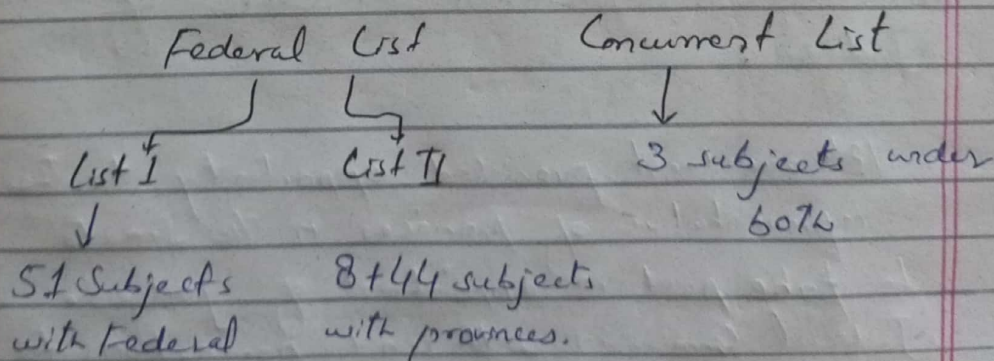 Federal List Concurrent List
List I List II 3 subjects under
both
51 Subjects 8+44 subjects
with Federal with provinces.